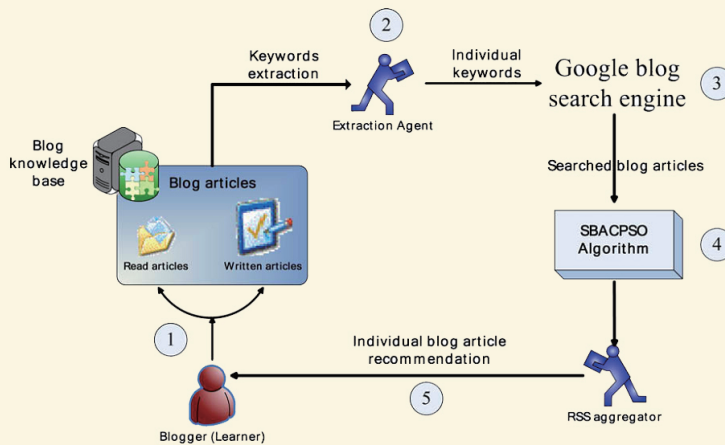 2
Keywords
extraction
Individual
keywords
Extraction Agent
Google blog
search engine
3
Blog
knowledge
base
Blog articles
Read articles
Written articles
Searched blog articles
SBACPSO
Algorithm
4
1
Individual blog article
recommendation
5
Blogger (Learner)
RSS aggregator